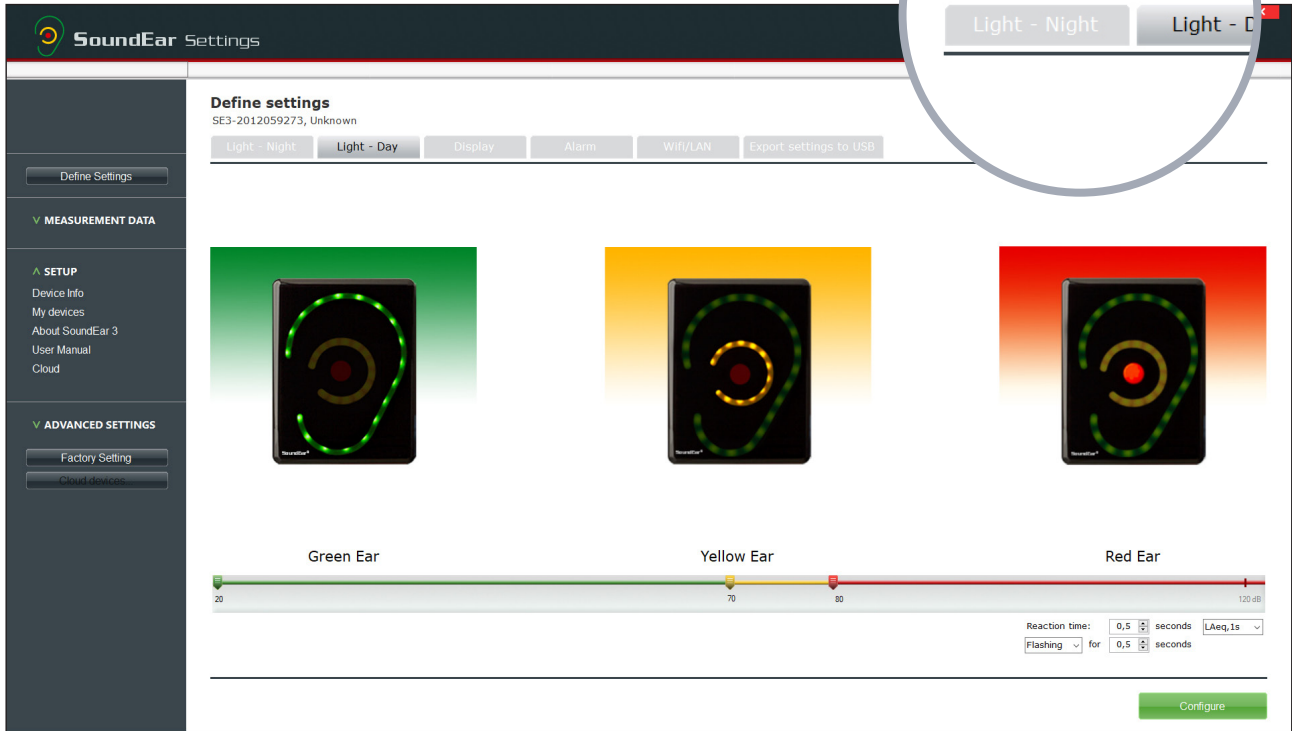 SoundEar Settings
Light - Night Light - D
Define settings
SE3-2012059273, Unknown
Light - Night Light - Day Display Alarm Wifi/LAN Export settings to USB
Define Settings
MEASUREMENT DATA
SETUP
Device Info
My devices
About SoundEar 3
User Manual
Cloud
ADVANCED SETTINGS
Factory Setting
Cloud devices...
SoundEar®
SoundEar®
SoundEar®
Green Ear Yellow Ear Red Ear
20 70 80 120 dB
Reaction time: 0,5 seconds LAeq,1s
Flashing for 0,5 seconds
Configure